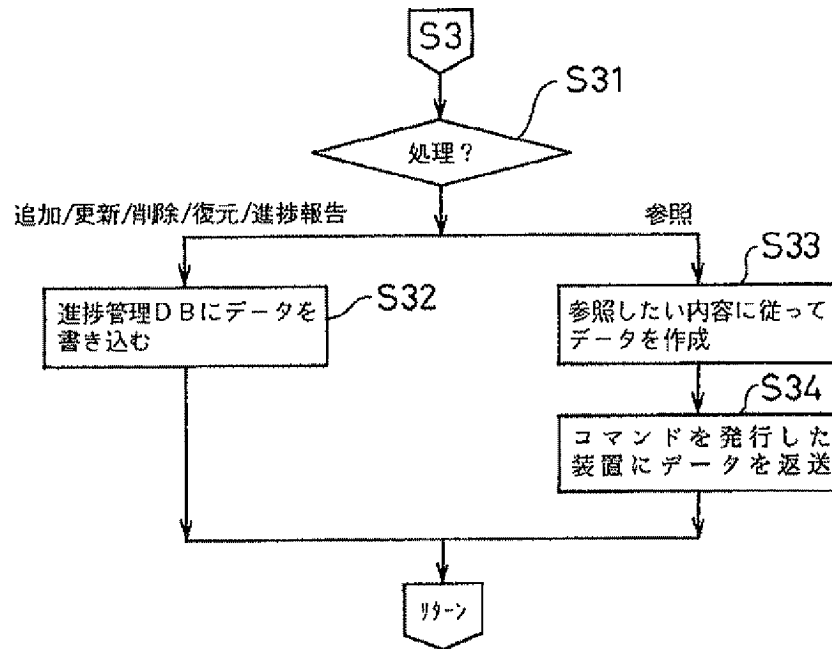 S3
S31
処理？
追加/更新/削除/復元/進捗報告
参照
S33
S32
進捗管理ＤＢにデータを
書き込む
参照したい内容に従って
データを作成
S34
コマンドを発行した
装置にデータを返送
ﾘﾀｰﾝ